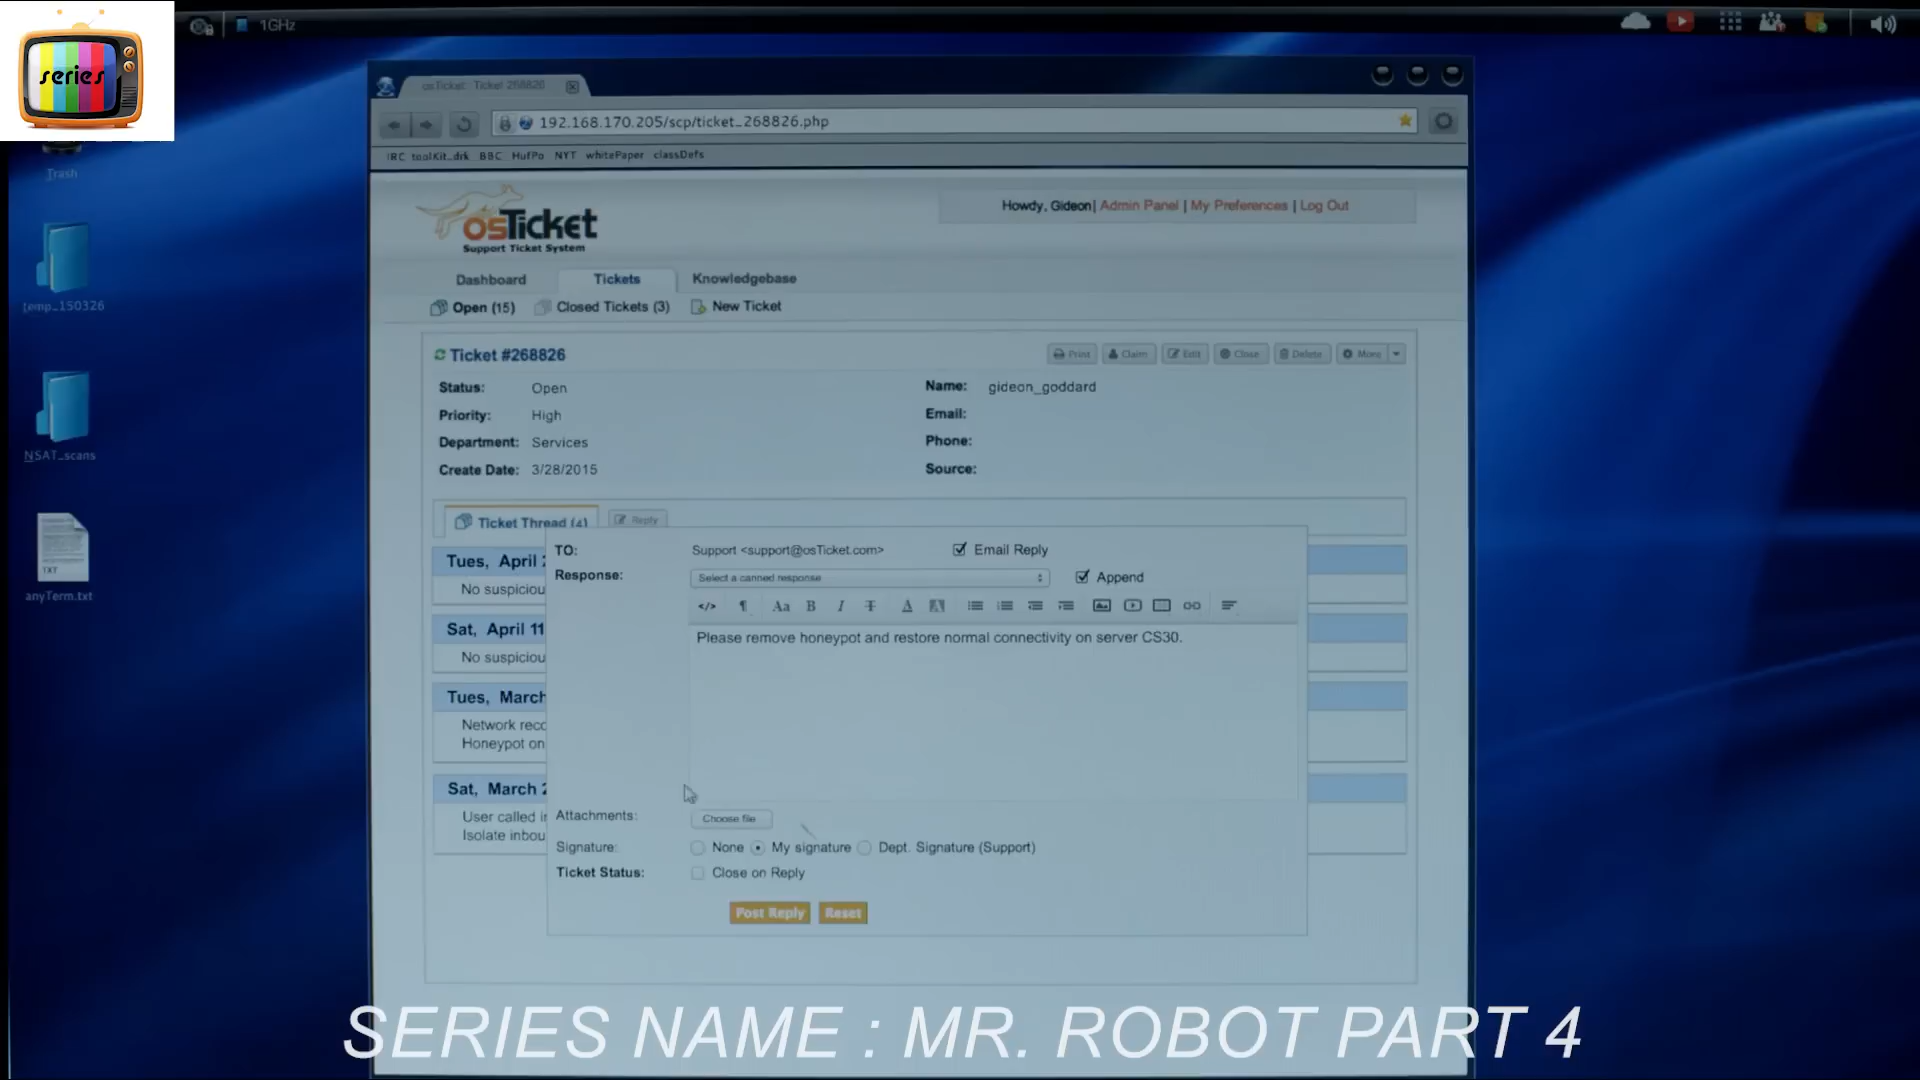 series
1GHz
osTicket: Ticket 268826
192.168.170.205/scp/ticket_268826.php
IRC toolKit_drk BBC HufPo NYT whitePaper classDefs
Trash
temp_150326
NSAT_scans
TXT
anyTerm.txt
osTicket
Support Ticket System
Howdy, Gideon| Admin Panel | My Preferences | Log Out
Dashboard Tickets Knowledgebase
Open (15) Closed Tickets (3) New Ticket
Ticket #268826
Print Claim Edit Close Delete More
Status: Open
Priority: High
Department: Services
Create Date: 3/28/2015
Name: gideon_goddard
Email:
Phone:
Source:
Ticket Thread (4) Reply
Tues, April
No suspiciou
Sat, April 11
No suspiciou
Tues, March
Network reco
Honeypot on
Sat, March 2
User called i
Isolate inbou
TO: Support <support@osTicket.com> Email Reply
Response: Select a canned response Append
Please remove honeypot and restore normal connectivity on server CS30.
Attachments: Choose file
Signature: None My signature Dept. Signature (Support)
Ticket Status: Close on Reply
Post Reply Reset
SERIES NAME : MR. ROBOT PART 4